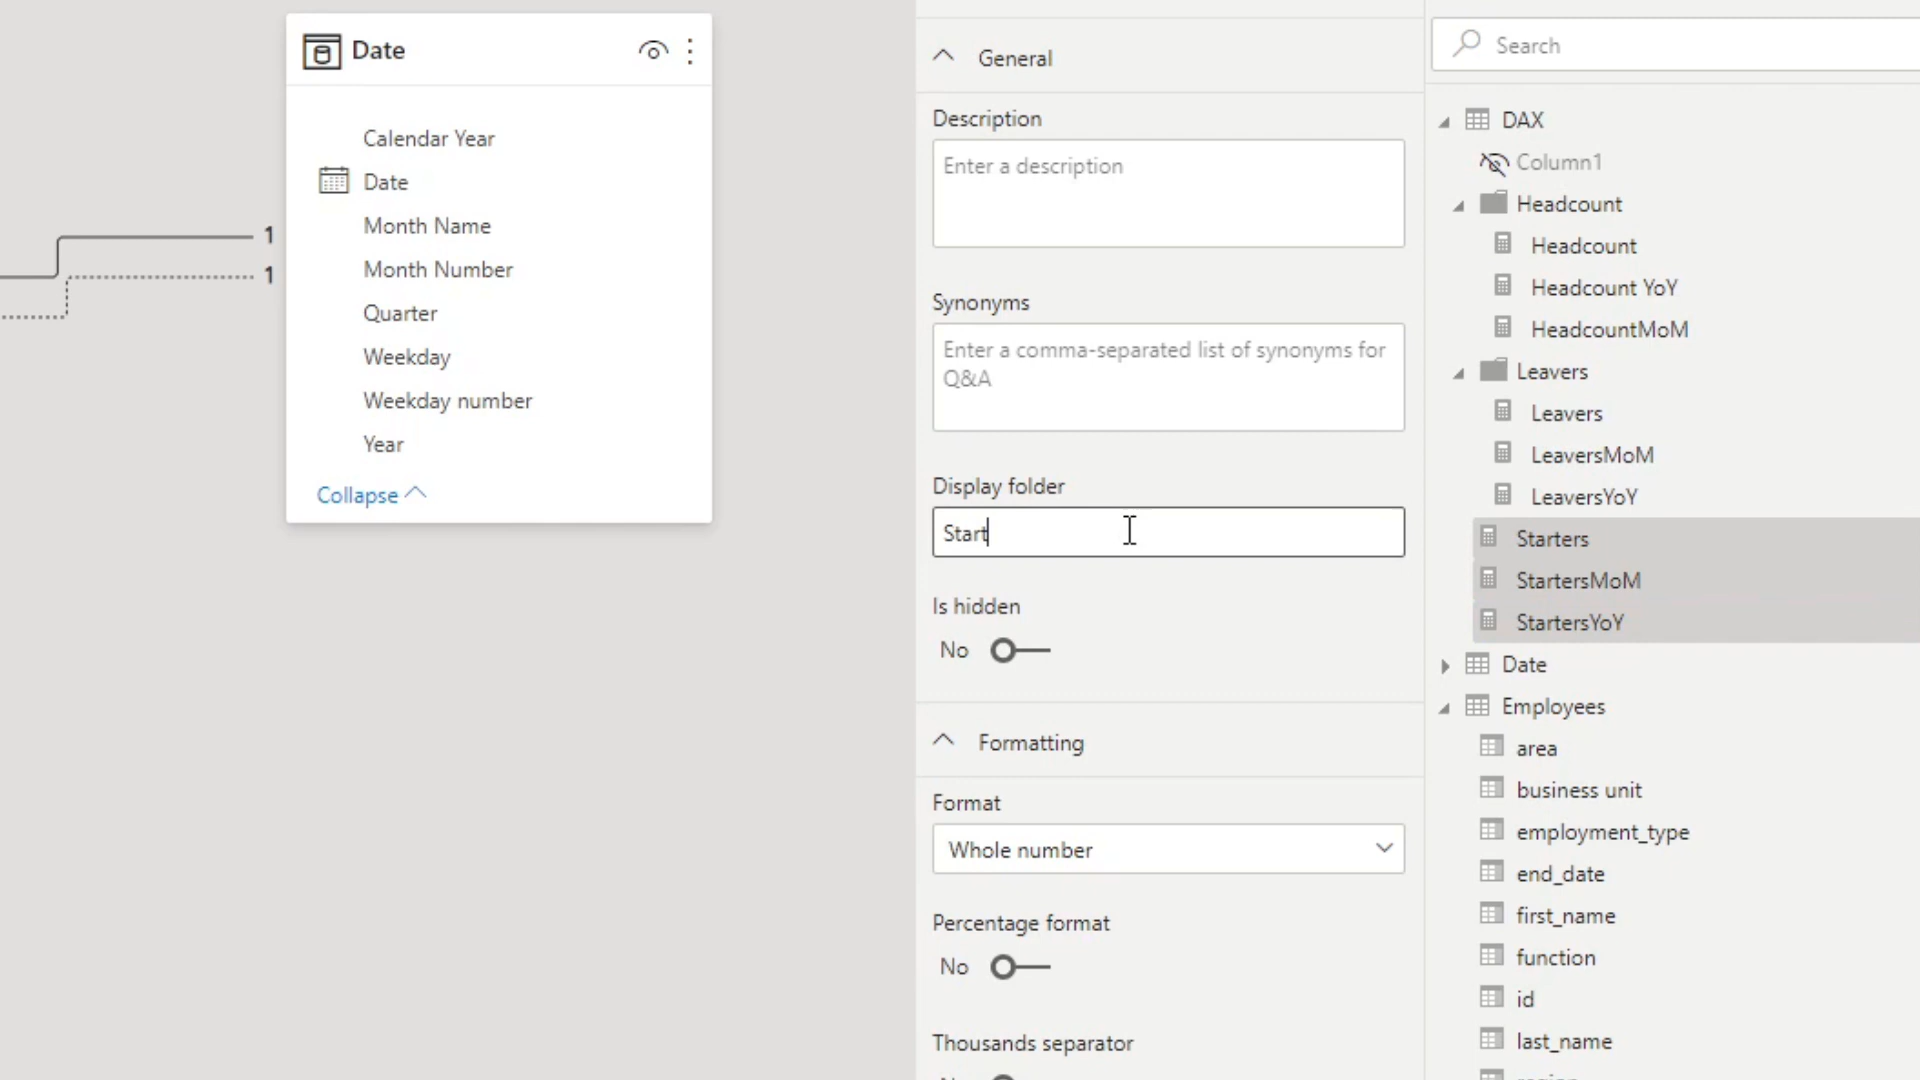 Date
Calendar Year
Date
Month Name
Month Number
Quarter
Weekday
Weekday number
Year
Collapse
1
1
General
Description
Enter a description
Synonyms
Enter a comma-separated list of synonyms for
Q&A
Display folder
Start
Is hidden
No
Formatting
Format
Whole number
Percentage format
No
Thousands separator
Search
DAX
Column1
Headcount
Headcount
Headcount YoY
HeadcountMoM
Leavers
Leavers
LeaversMoM
LeaversYoY
Starters
StartersMoM
StartersYoY
Date
Employees
area
business unit
employment_type
end_date
first_name
function
id
last_name